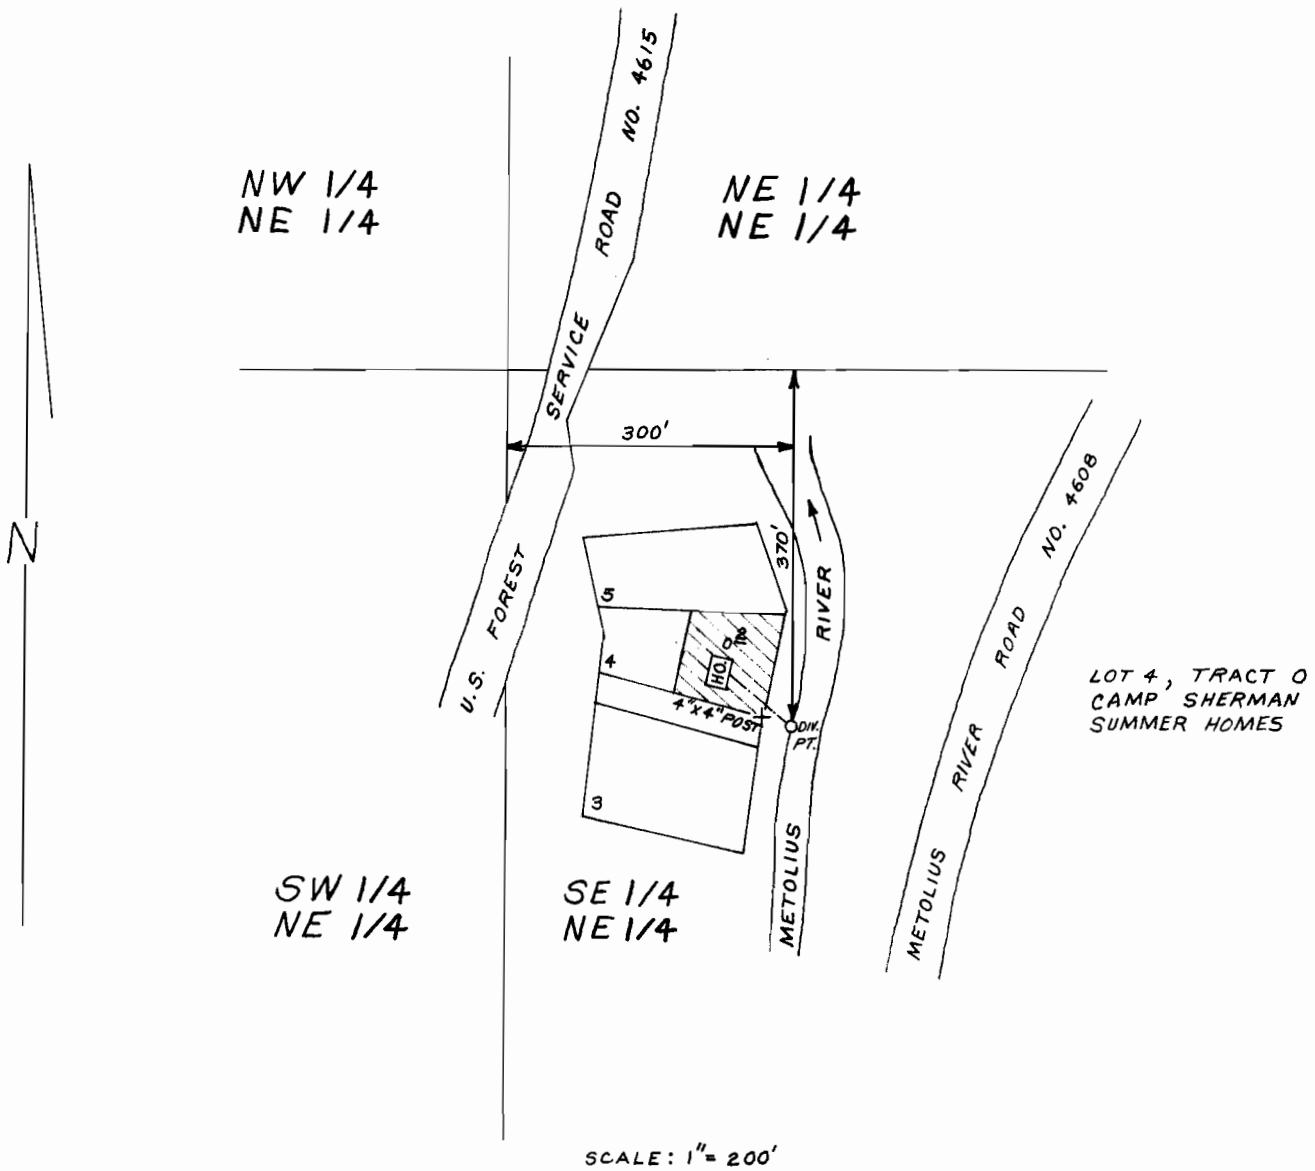 NW 1/4
NE 1/4
NE 1/4
NE 1/4
U.S. FOREST SERVICE ROAD NO. 4615
N
300'
370'
RIVER
METOLIUS RIVER ROAD NO. 4608
5
4
HO.
4"X4" POST
DIV.
PT.
3
LOT 4, TRACT O
CAMP SHERMAN
SUMMER HOMES
METOLIUS
SW 1/4
NE 1/4
SE 1/4
NE 1/4
SCALE: 1"= 200'